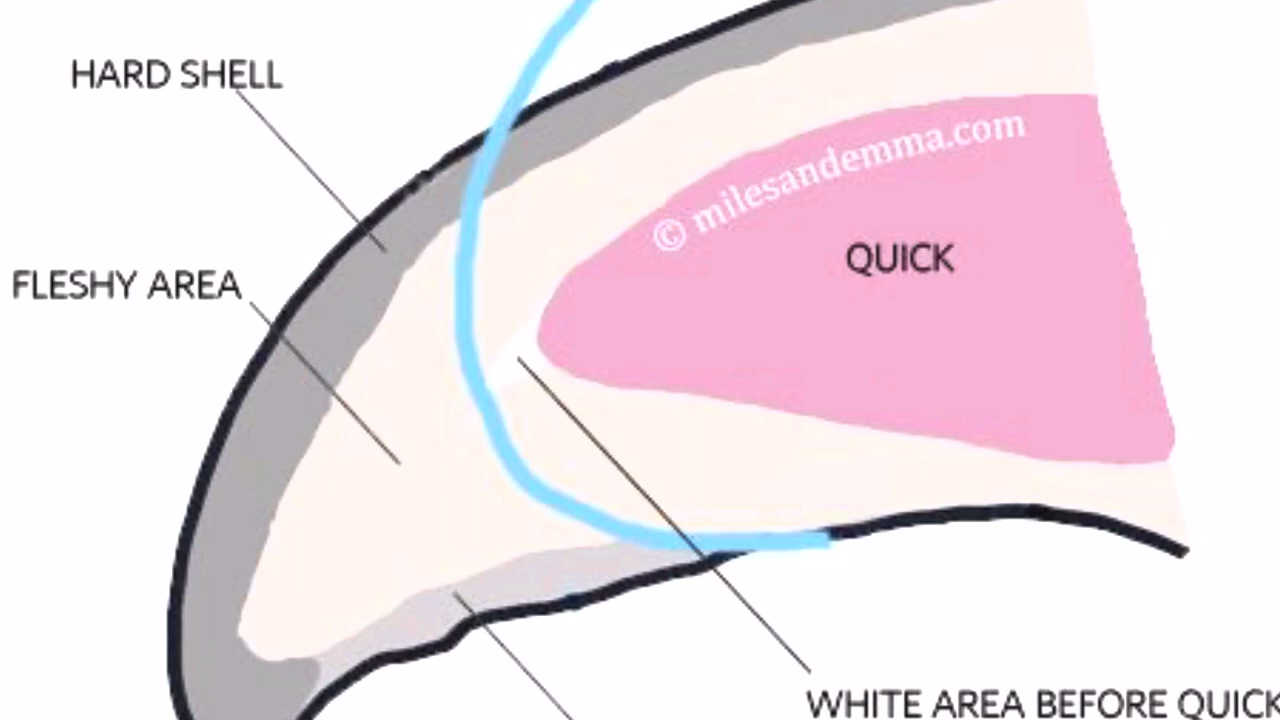 HARD SHELL
© milesandemma.com
QUICK
FLESHY AREA
WHITE AREA BEFORE QUICK